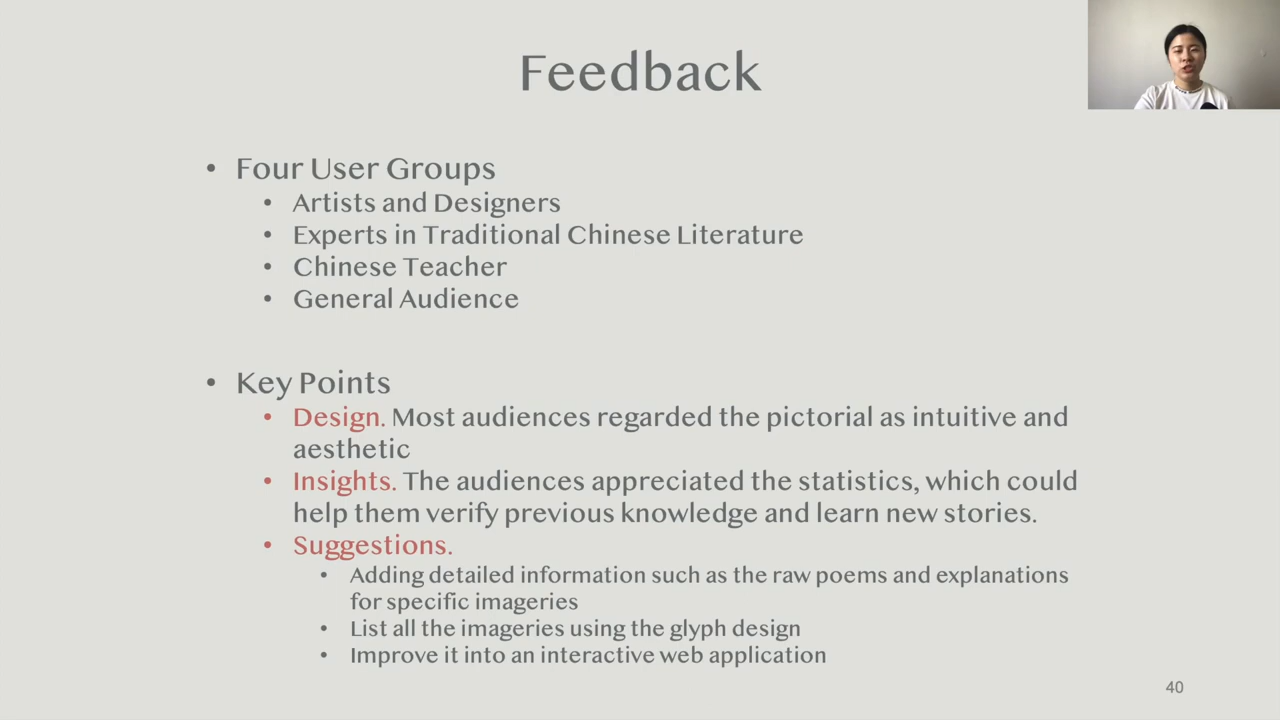 Feedback
• Four User Groups
• Artists and Designers
• Experts in Traditional Chinese Literature
• Chinese Teacher
• General Audience
• Key Points
• Design. Most audiences regarded the pictorial as intuitive and
aesthetic
• Insights. The audiences appreciated the statistics, which could
help them verify previous knowledge and learn new stories.
• Suggestions.
• Adding detailed information such as the raw poems and explanations
for specific imageries
• List all the imageries using the glyph design
• Improve it into an interactive web application
40